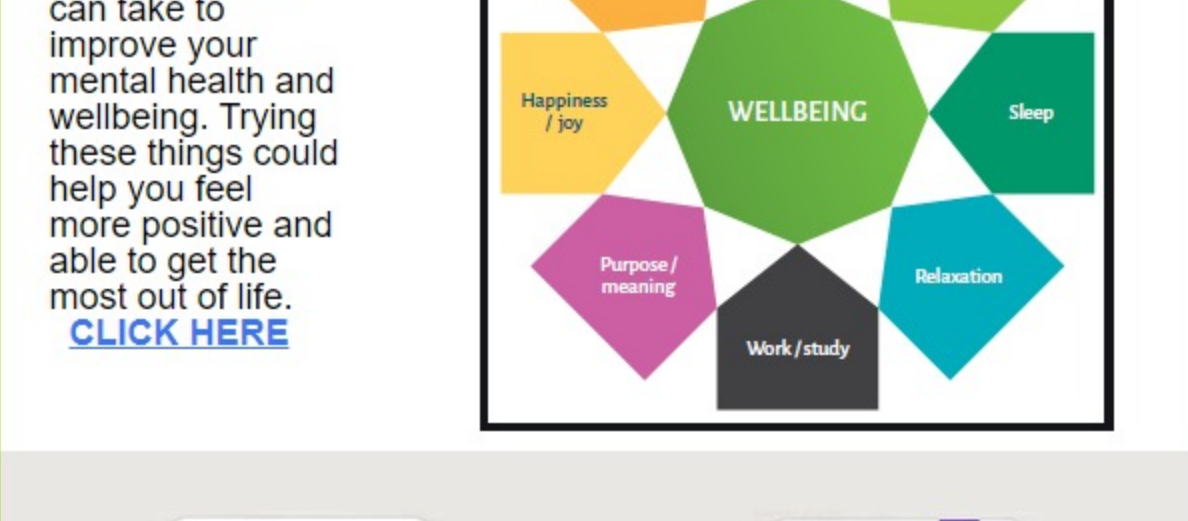 can take to
improve your
mental health and
wellbeing. Trying
these things could
help you feel
more positive and
able to get the
most out of life.
CLICK HERE
Happiness
/ joy
WELLBEING
Sleep
Purpose /
meaning
Relaxation
Work / study